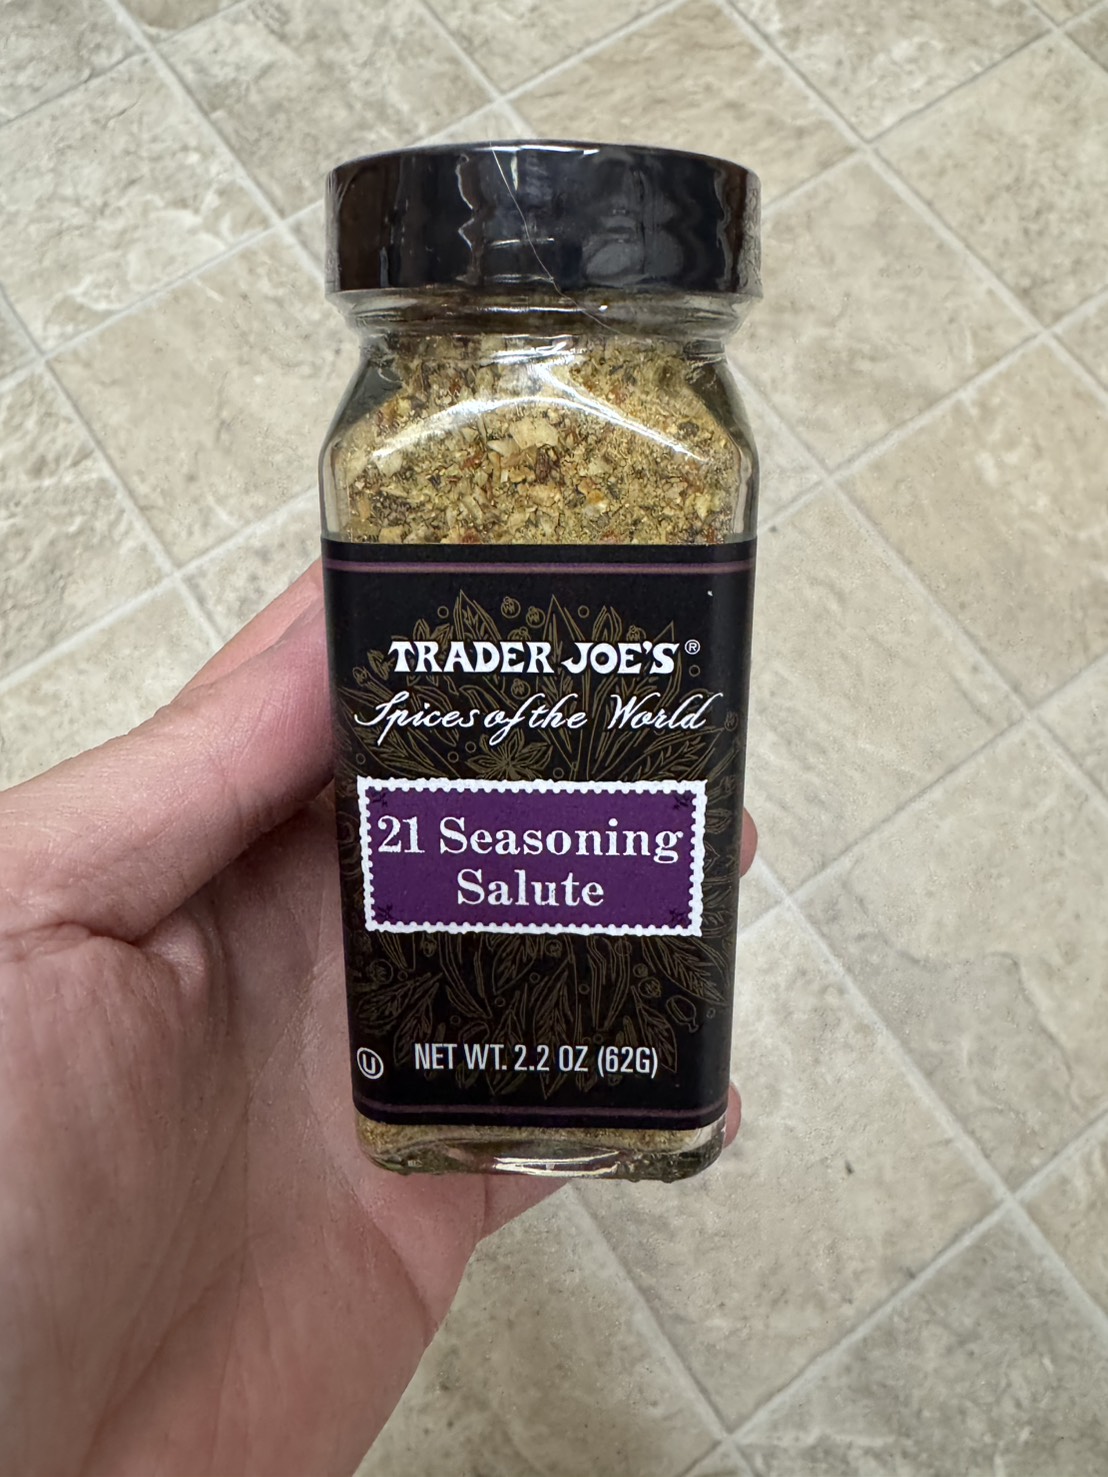 TRADER JOE'S®
Spices of the World
21 Seasoning
Salute
U NET WT. 2.2 OZ (62G)